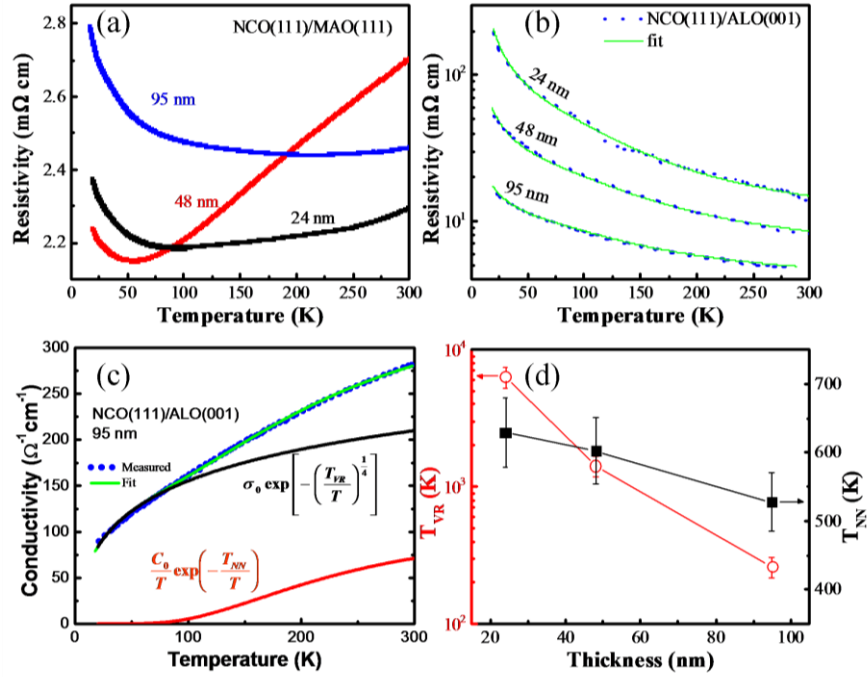 (a)
NCO(111)/MAO(111)
95 nm
48 nm
24 nm
2.8
2.6
2.4
2.2
Resistivity (mΩ cm)
0 50 100 150 200 250 300
Temperature (K)
(b)
NCO(111)/ALO(001)
fit
24 nm
48 nm
95 nm
10²
10¹
Resistivity (mΩ cm)
0 50 100 150 200 250 300
Temperature (K)
(c)
NCO(111)/ALO(001)
95 nm
Measured
Fit
σ₀ exp[-(T_VR/T)^(1/4)]
C₀/T exp(-T_NN/T)
300
250
200
150
100
50
0
Conductivity (Ω⁻¹cm⁻¹)
100 200 300
Temperature (K)
(d)
10⁴
10³
10²
T_VR (K)
700
600
500
400
T_NN (K)
20 40 60 80 100
Thickness (nm)